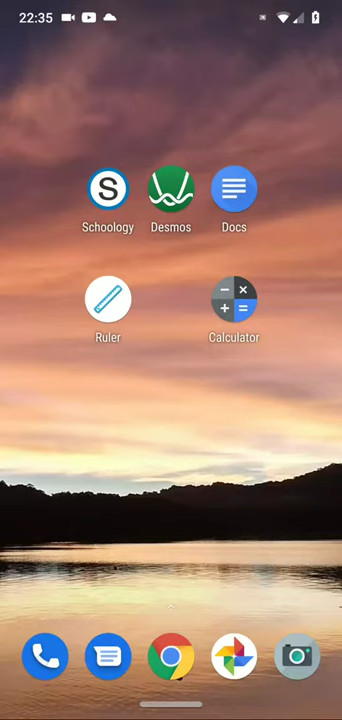 22:35
S
Schoology Desmos Docs
− ×
+ =
Ruler Calculator